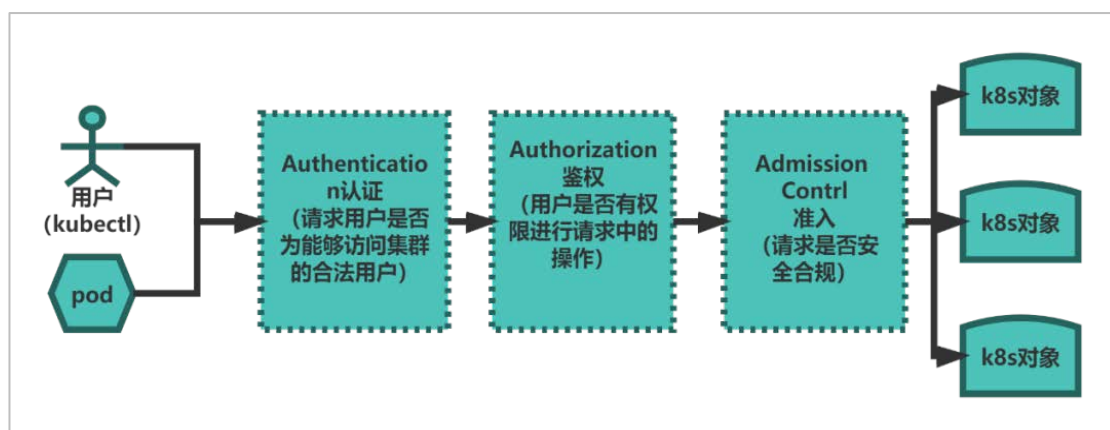 用户
(kubectl)
pod
Authenticatio
n认证
（请求用户是否
为能够访问集群
的合法用户）
Authorization
鉴权
（用户是否有权
限进行请求中的
操作）
Admission
Contrl
准入
（请求是否安
全合规）
k8s对象
k8s对象
k8s对象